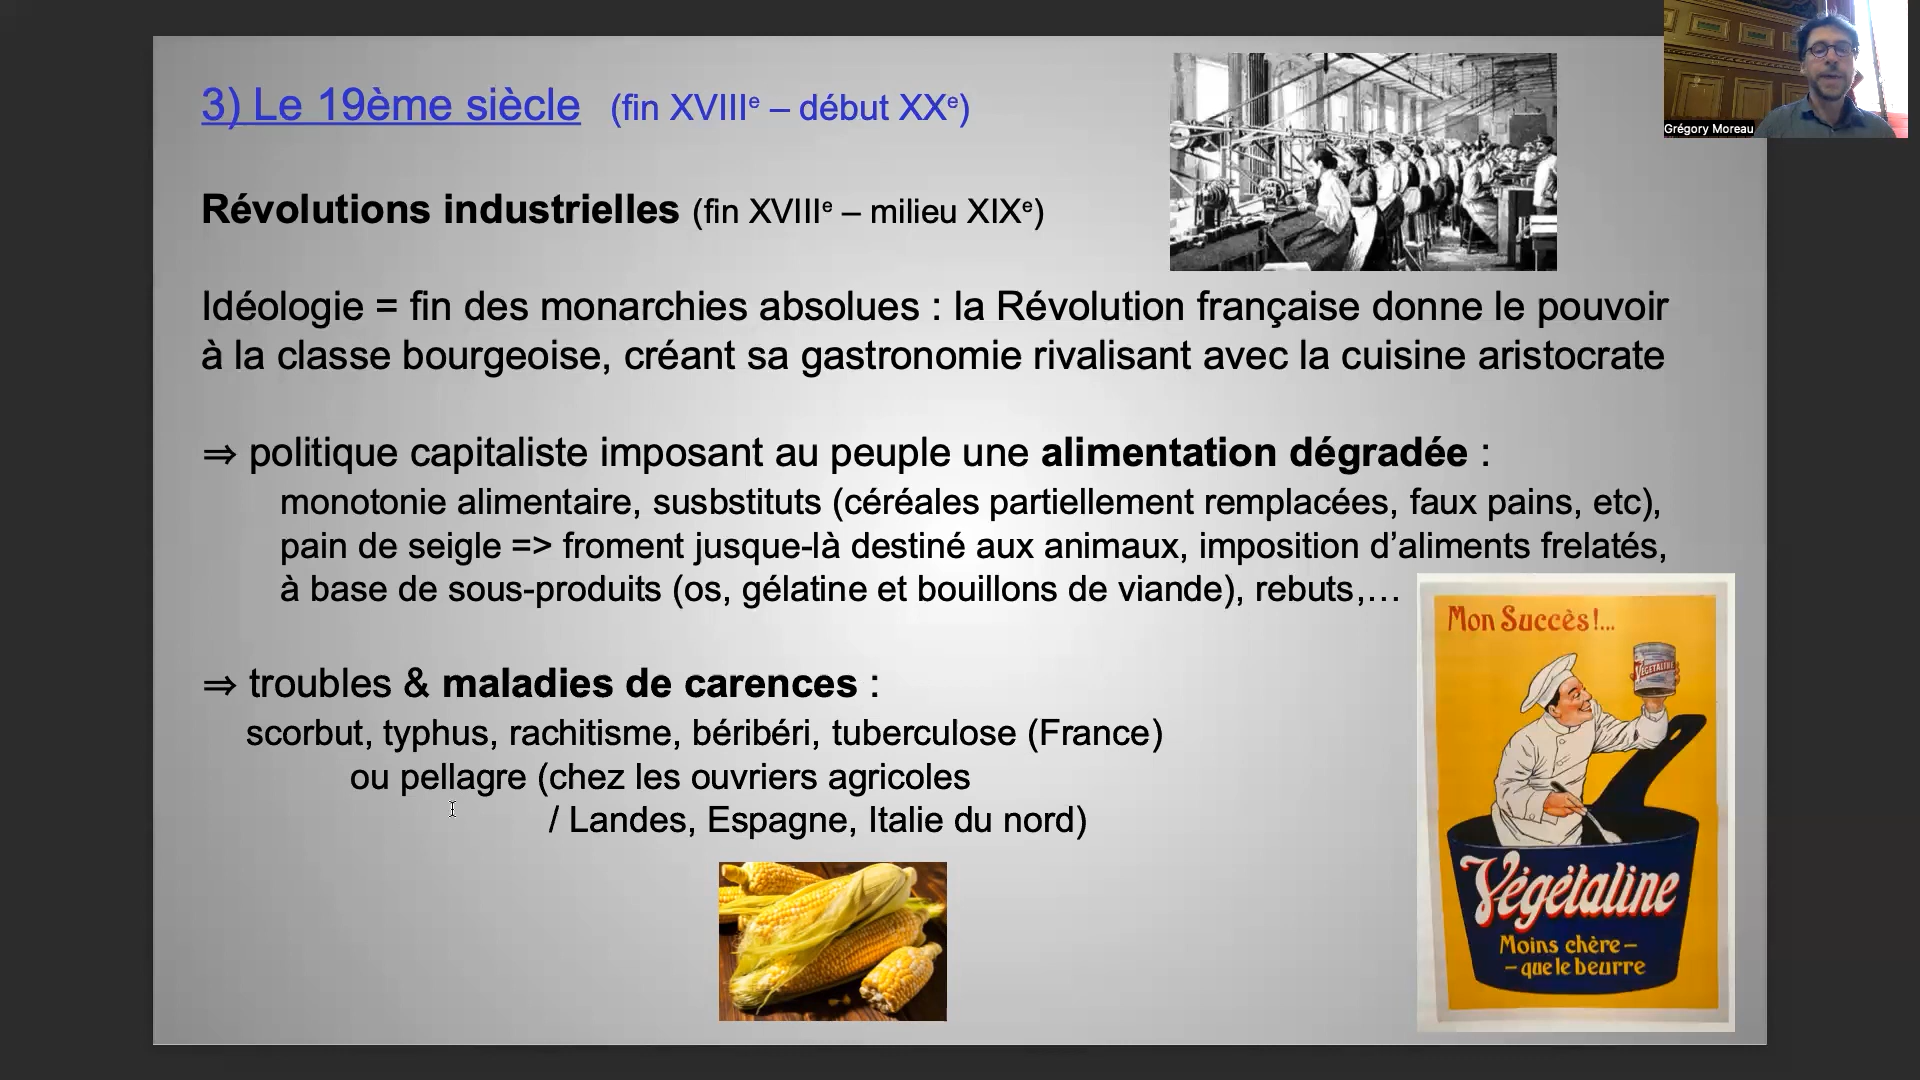 3) Le 19ème siècle (fin XVIIIᵉ – début XXᵉ)
Révolutions industrielles (fin XVIIIᵉ – milieu XIXᵉ)
Idéologie = fin des monarchies absolues : la Révolution française donne le pouvoir
à la classe bourgeoise, créant sa gastronomie rivalisant avec la cuisine aristocrate
⇒ politique capitaliste imposant au peuple une alimentation dégradée :
monotonie alimentaire, susbstituts (céréales partiellement remplacées, faux pains, etc),
pain de seigle => froment jusque-là destiné aux animaux, imposition d’aliments frelatés,
à base de sous-produits (os, gélatine et bouillons de viande), rebuts,…
⇒ troubles & maladies de carences :
scorbut, typhus, rachitisme, béribéri, tuberculose (France)
ou pellagre (chez les ouvriers agricoles
/ Landes, Espagne, Italie du nord)
Mon Succès!...
VEGETALINE
Végétaline
Moins chère –
– que le beurre
Grégory Moreau